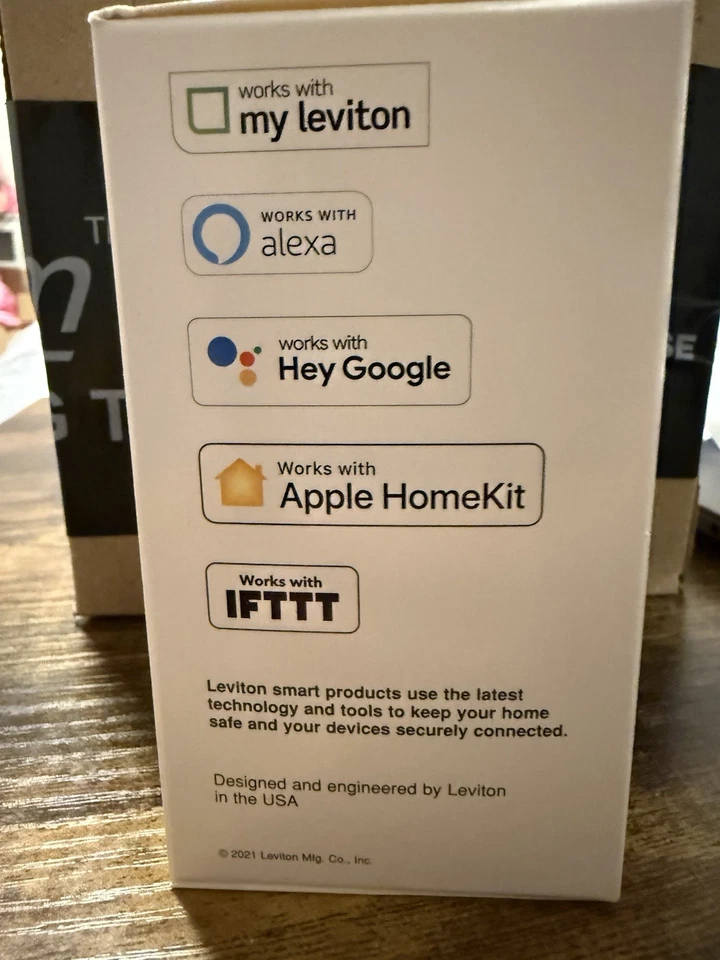 works with
my leviton
WORKS WITH
alexa
works with
Hey Google
Works with
Apple HomeKit
Works with
IFTTT
Leviton smart products use the latest
technology and tools to keep your home
safe and your devices securely connected.
Designed and engineered by Leviton
in the USA
© 2021 Leviton Mfg. Co., Inc.